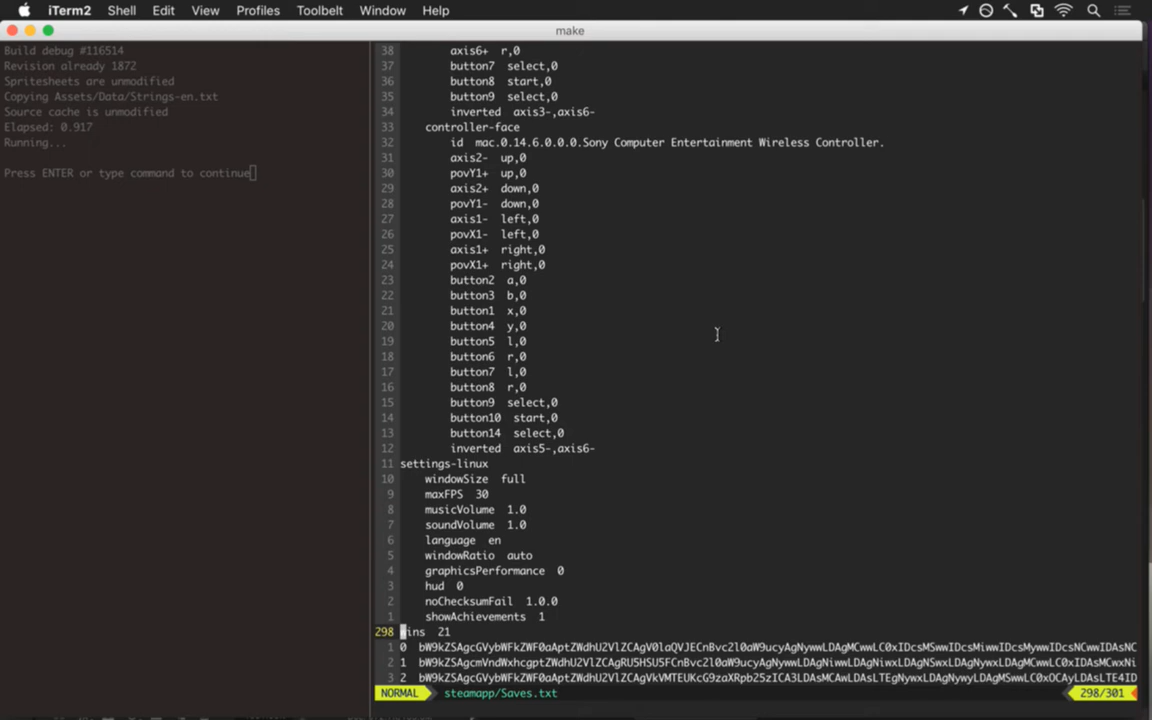 iTerm2 Shell Edit View Profiles Toolbelt Window Help
make
Build debug #116514
Revision already 1872
Spritesheets are unmodified
Copying Assets/Data/Strings-en.txt
Source cache is unmodified
Elapsed: 0.917
Running...
Press ENTER or type command to continue
38 axis6+ r,0
37 button7 select,0
36 button8 start,0
35 button9 select,0
34 inverted axis3-,axis6-
33 controller-face
32 id mac.0.14.6.0.0.0.Sony Computer Entertainment Wireless Controller.
31 axis2- up,0
30 povY1+ up,0
29 axis2+ down,0
28 povY1- down,0
27 axis1- left,0
26 povX1- left,0
25 axis1+ right,0
24 povX1+ right,0
23 button2 a,0
22 button3 b,0
21 button1 x,0
20 button4 y,0
19 button5 l,0
18 button6 r,0
17 button7 l,0
16 button8 r,0
15 button9 select,0
14 button10 start,0
13 button14 select,0
12 inverted axis5-,axis6-
11 settings-linux
10 windowSize full
9 maxFPS 30
8 musicVolume 1.0
7 soundVolume 1.0
6 language en
5 windowRatio auto
4 graphicsPerformance 0
3 hud 0
2 noChecksumFail 1.0.0
1 showAchievements 1
298 wins 21
1 0
2 1
3 2
NORMAL steamapp/Saves.txt 298/301